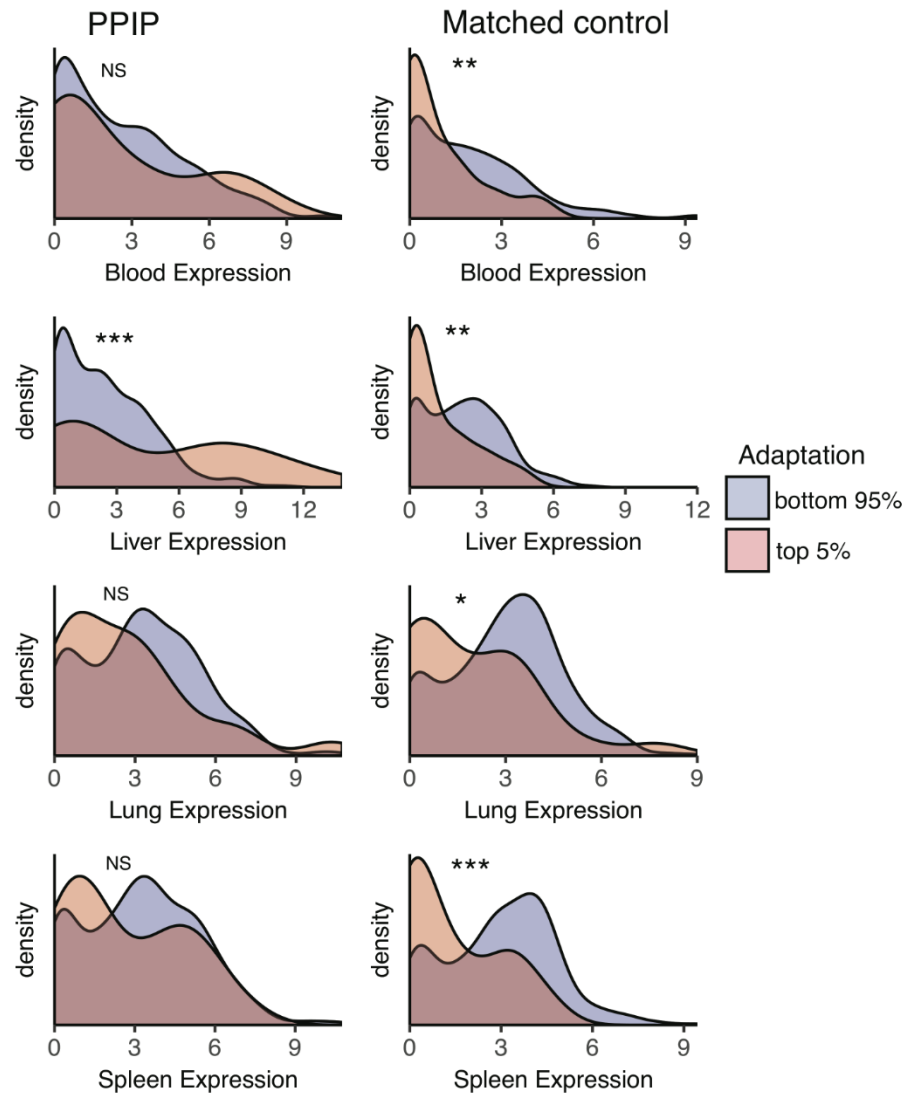 PPIP Matched control
NS **
density density
0 3 6 9 0 3 6 9
Blood Expression Blood Expression
*** **
density density
0 3 6 9 12 0 3 6 9 12
Liver Expression Liver Expression
Adaptation
bottom 95%
top 5%
NS *
density density
0 3 6 9 0 3 6 9
Lung Expression Lung Expression
NS ***
density density
0 3 6 9 0 3 6 9
Spleen Expression Spleen Expression